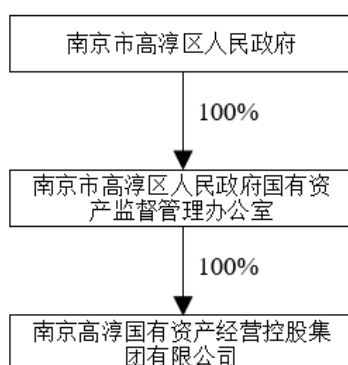 南京市高淳区人民政府
100%
南京市高淳区人民政府国有资
产监督管理办公室
100%
南京高淳国有资产经营控股集
团有限公司